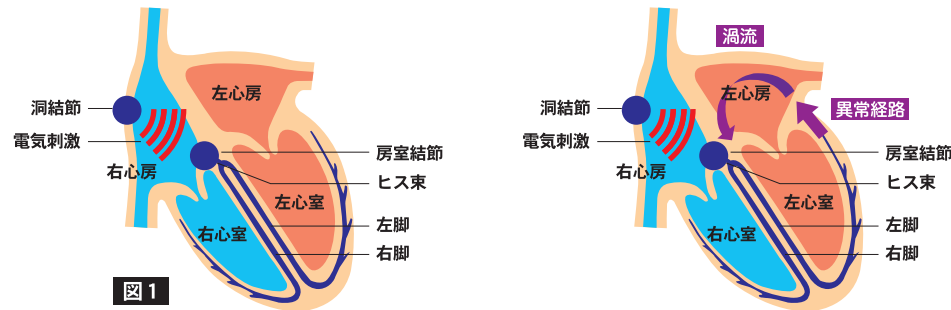 洞結節
電気刺激
右心房
左心房
房室結節
ヒス束
左心室
左脚
右心室
右脚
図1
渦流
異常経路
洞結節
電気刺激
右心房
左心房
房室結節
ヒス束
左心室
左脚
右心室
右脚